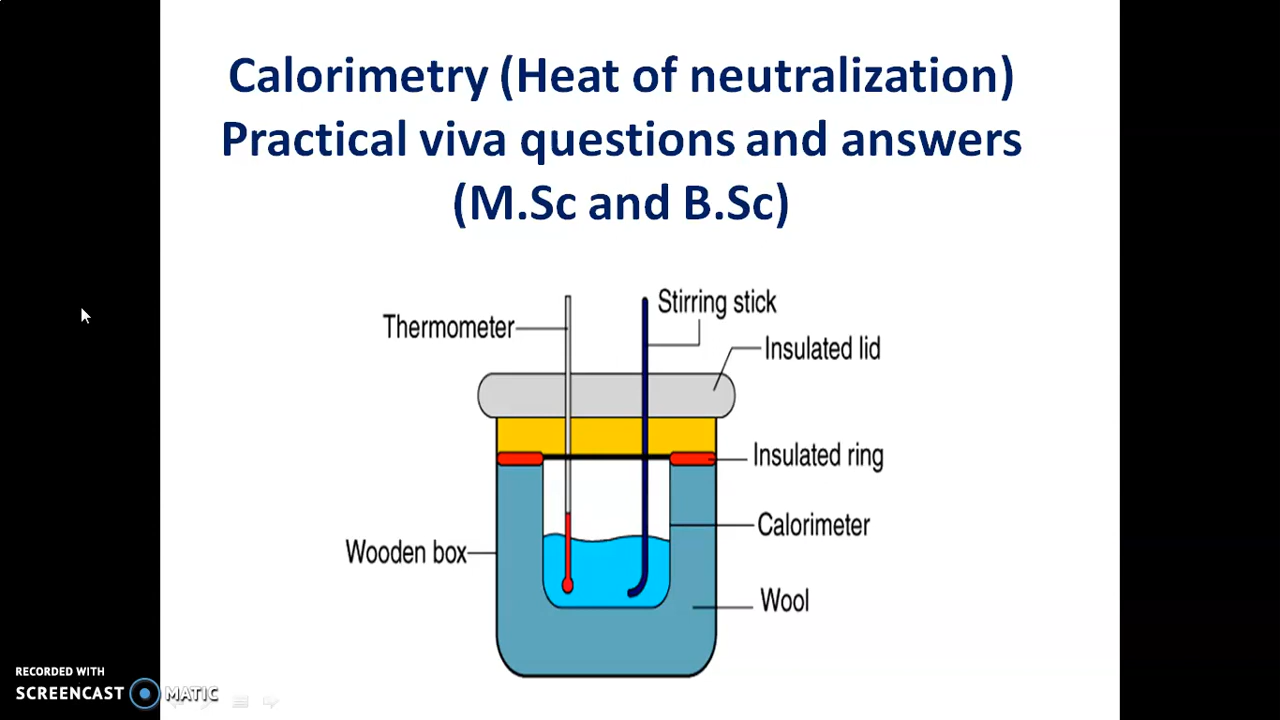 Calorimetry (Heat of neutralization)
Practical viva questions and answers
(M.Sc and B.Sc)
Stirring stick
Thermometer
Insulated lid
Insulated ring
Calorimeter
Wooden box
Wool
RECORDED WITH
SCREENCAST MATIC